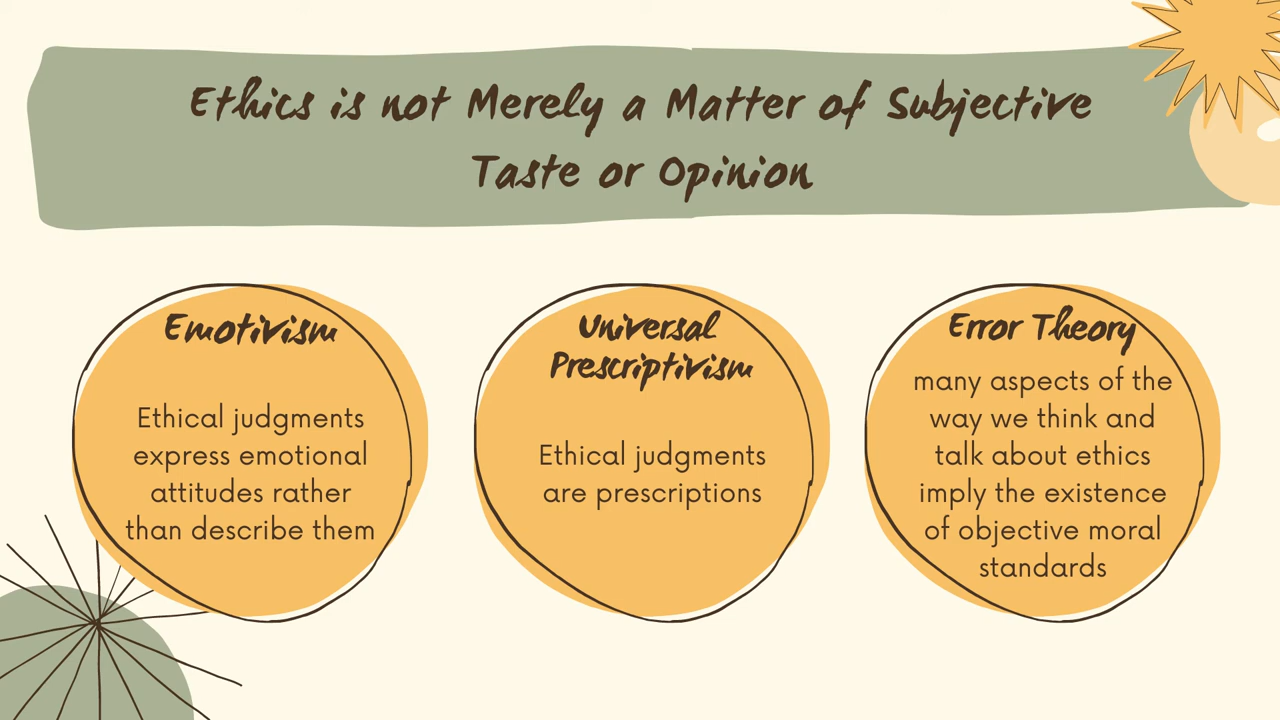 Ethics is not Merely a Matter of Subjective
Taste or Opinion
Emotivism
Ethical judgments
express emotional
attitudes rather
than describe them
Universal
Prescriptivism
Ethical judgments
are prescriptions
Error Theory
many aspects of the
way we think and
talk about ethics
imply the existence
of objective moral
standards